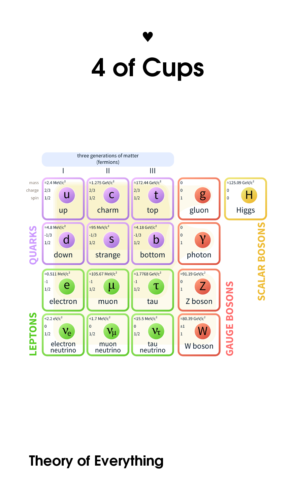 4 of Cups
three generations of matter
(fermions)
I II III
mass ≈2.4 MeV/c² ≈1.275 GeV/c² ≈172.44 GeV/c² 0 ≈125.09 GeV/c²
charge 2/3 2/3 2/3 0 0
spin 1/2 1/2 1/2 1 0
u c t g H
up charm top gluon Higgs
≈4.8 MeV/c² ≈95 MeV/c² ≈4.18 GeV/c² 0
-1/3 -1/3 -1/3 0
1/2 1/2 1/2 1
d s b γ
down strange bottom photon
QUARKS
SCALAR BOSONS
≈0.511 MeV/c² ≈105.67 MeV/c² ≈1.7768 GeV/c² ≈91.19 GeV/c²
-1 -1 -1 0
1/2 1/2 1/2 1
e μ τ Z
electron muon tau Z boson
<2.2 eV/c² <1.7 MeV/c² <15.5 MeV/c² ≈80.39 GeV/c²
0 0 0 ±1
1/2 1/2 1/2 1
νe νμ ντ W
electron neutrino muon neutrino tau neutrino W boson
LEPTONS
GAUGE BOSONS
Theory of Everything